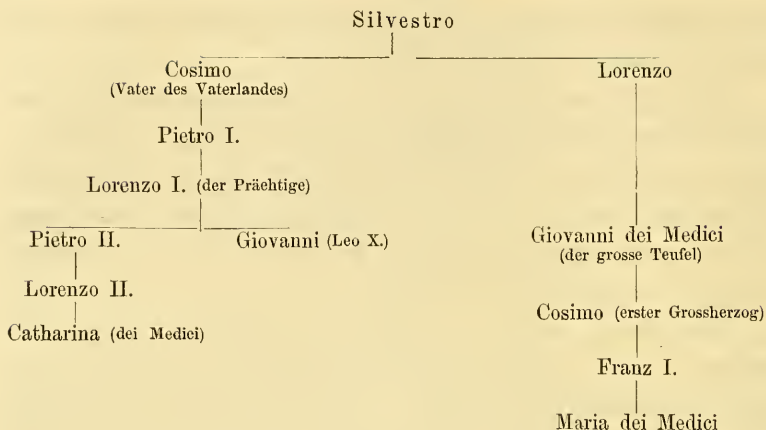 Silvestro
Cosimo
(Vater des Vaterlandes)
Lorenzo
Pietro I.
Lorenzo I. (der Prächtige)
Pietro II.
Giovanni (Leo X.)
Giovanni dei Medici
(der grosse Teufel)
Lorenzo II.
Cosimo (erster Grossherzog)
Catharina (dei Medici)
Franz I.
Maria dei Medici